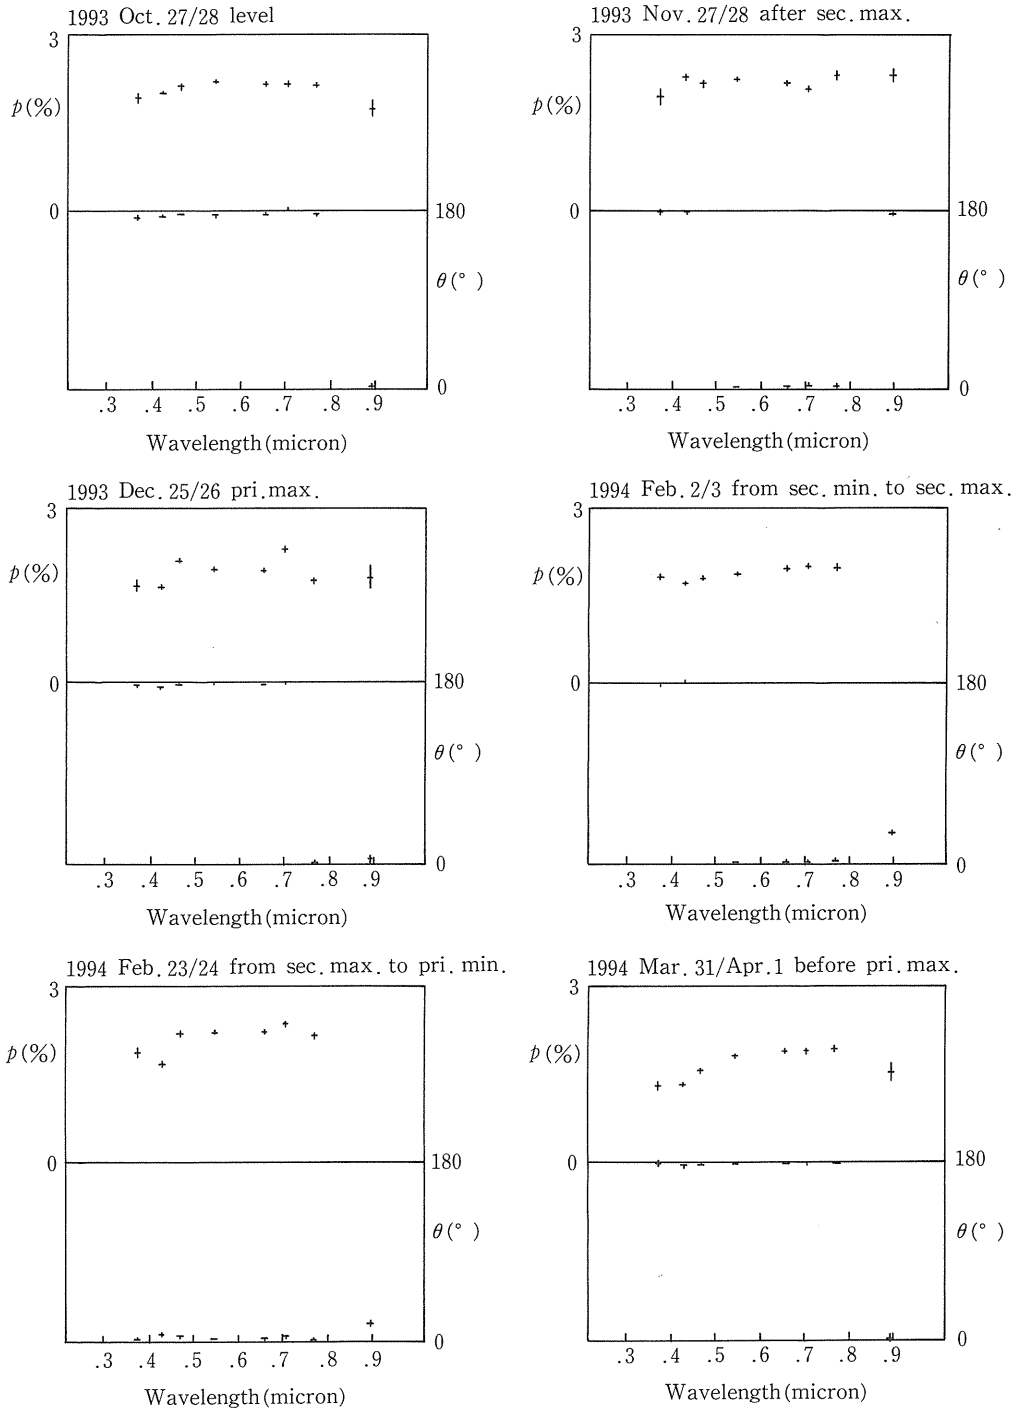 1993 Oct. 27/28 level
3
p(%)
0
180
θ(°)
0
.3 .4 .5 .6 .7 .8 .9
Wavelength(micron)
1993 Nov. 27/28 after sec. max.
3
p(%)
0
180
θ(°)
0
.3 .4 .5 .6 .7 .8 .9
Wavelength(micron)
1993 Dec. 25/26 pri. max.
3
p(%)
0
180
θ(°)
0
.3 .4 .5 .6 .7 .8 .9
Wavelength(micron)
1994 Feb. 2/3 from sec. min. to sec. max.
3
p(%)
0
180
θ(°)
0
.3 .4 .5 .6 .7 .8 .9
Wavelength(micron)
1994 Feb. 23/24 from sec. max. to pri. min.
3
p(%)
0
180
θ(°)
0
.3 .4 .5 .6 .7 .8 .9
Wavelength(micron)
1994 Mar. 31/Apr. 1 before pri. max.
3
p(%)
0
180
θ(°)
0
.3 .4 .5 .6 .7 .8 .9
Wavelength(micron)